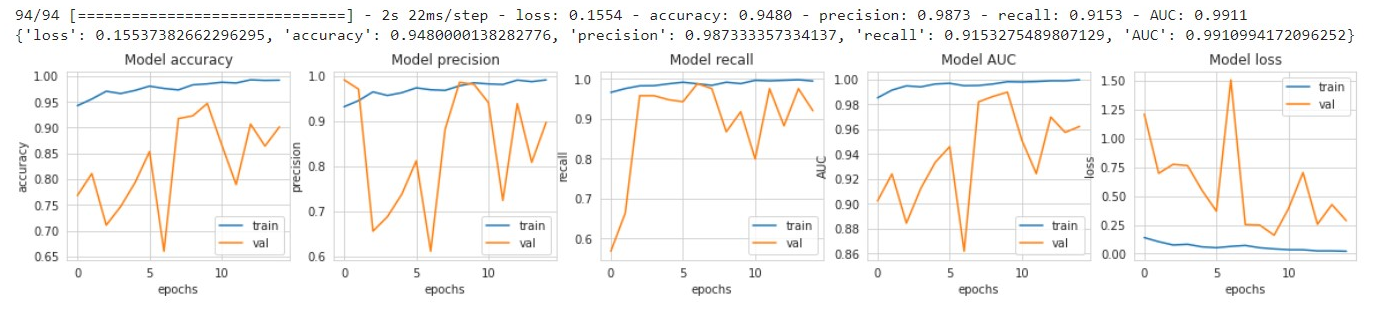 94/94 [==============================] - 2s 22ms/step - loss: 0.1554 - accuracy: 0.9480 - precision: 0.9873 - recall: 0.9153 - AUC: 0.9911
{'loss': 0.15537382662296295, 'accuracy': 0.9480000138282776, 'precision': 0.987333357334137, 'recall': 0.9153275489807129, 'AUC': 0.9910994172096252}
Model accuracy
accuracy
1.00
0.95
0.90
0.85
0.80
0.75
0.70
0.65
train
val
0 5 10
epochs
Model precision
precision
1.0
0.9
0.8
0.7
0.6
train
val
0 5 10
epochs
Model recall
recall
1.0
0.9
0.8
0.7
0.6
train
val
0 5 10
epochs
Model AUC
AUC
1.00
0.98
0.96
0.94
0.92
0.90
0.88
0.86
train
val
0 5 10
epochs
Model loss
loss
1.50
1.25
1.00
0.75
0.50
0.25
0.00
train
val
0 5 10
epochs